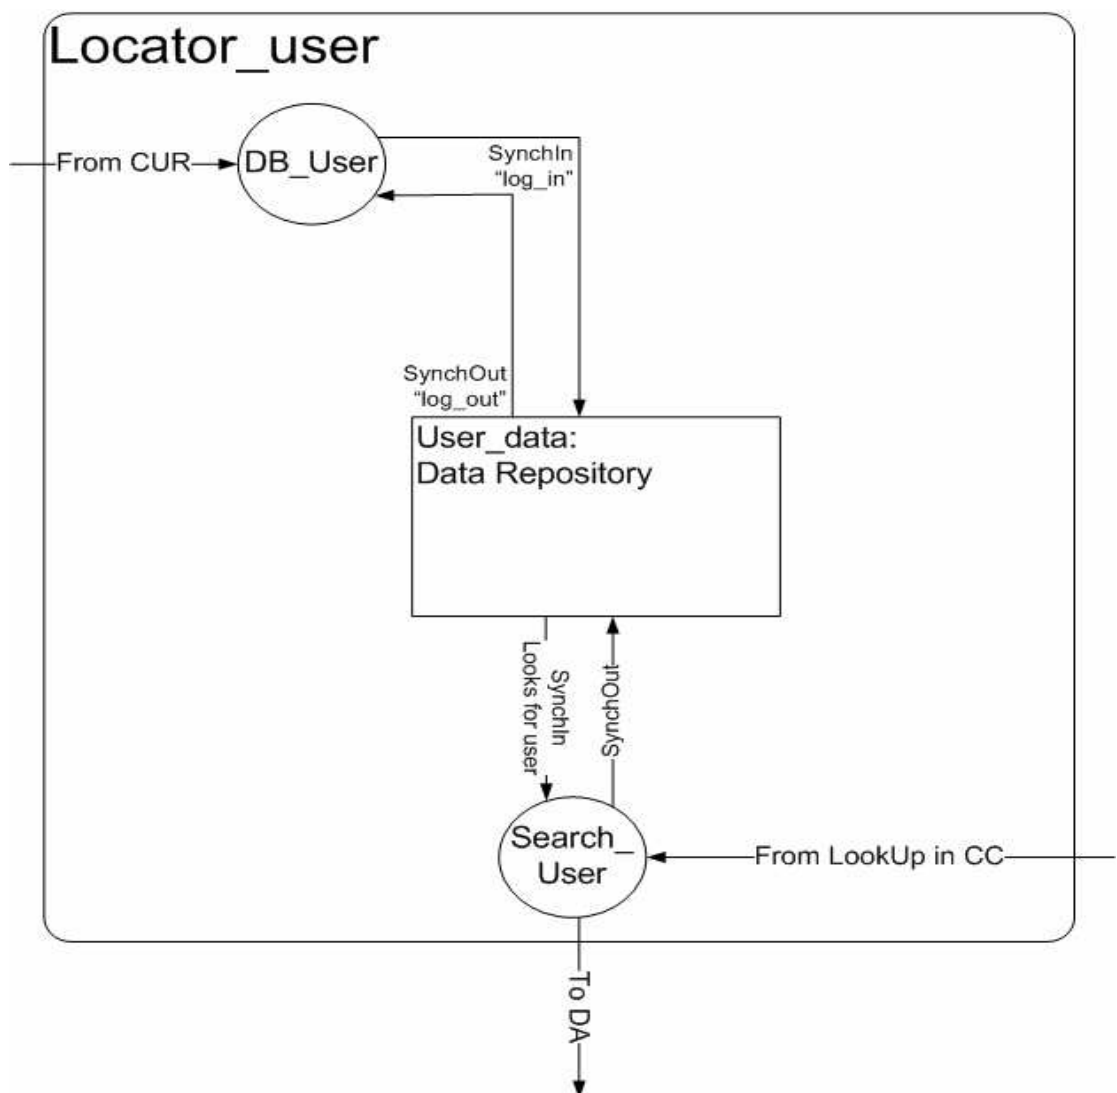 Locator_user
From CUR
DB_User
SynchIn
“log_in”
SynchOut
“log_out”
User_data:
Data Repository
SynchIn
Looks for user
SynchOut
Search_
User
From LookUp in CC
To DA